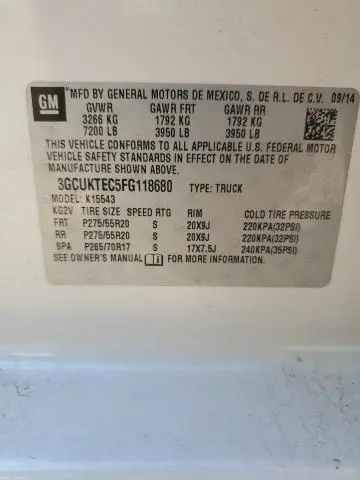 GM MFD BY GENERAL MOTORS DE MEXICO, S. DE R.L. DE C.V. 09/14
GVWR GAWR FRT GAWR RR
3266 KG 1792 KG 1792 KG
7200 LB 3950 LB 3950 LB
THIS VEHICLE CONFORMS TO ALL APPLICABLE U.S. FEDERAL MOTOR
VEHICLE SAFETY STANDARDS IN EFFECT ON THE DATE OF
MANUFACTURE SHOWN ABOVE.
3GCUKTEC5FG118680 TYPE: TRUCK
MODEL: K15543
KG2V TIRE SIZE SPEED RTG RIM COLD TIRE PRESSURE
FRT P275/55R20 S 20X9J 220KPA(32PSI)
RR P275/55R20 S 20X9J 220KPA(32PSI)
SPA P265/70R17 S 17X7.5J 240KPA(35PSI)
SEE OWNER'S MANUAL i FOR MORE INFORMATION.